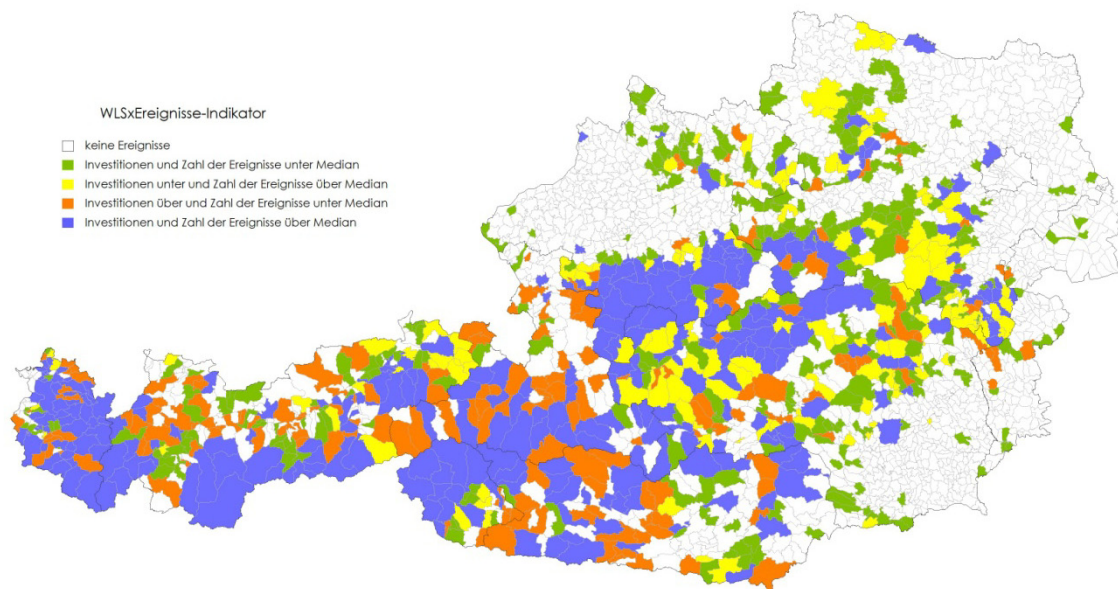 WLSxEreignisse-Indikator
keine Ereignisse
Investitionen und Zahl der Ereignisse unter Median
Investitionen unter und Zahl der Ereignisse über Median
Investitionen über und Zahl der Ereignisse unter Median
Investitionen und Zahl der Ereignisse über Median